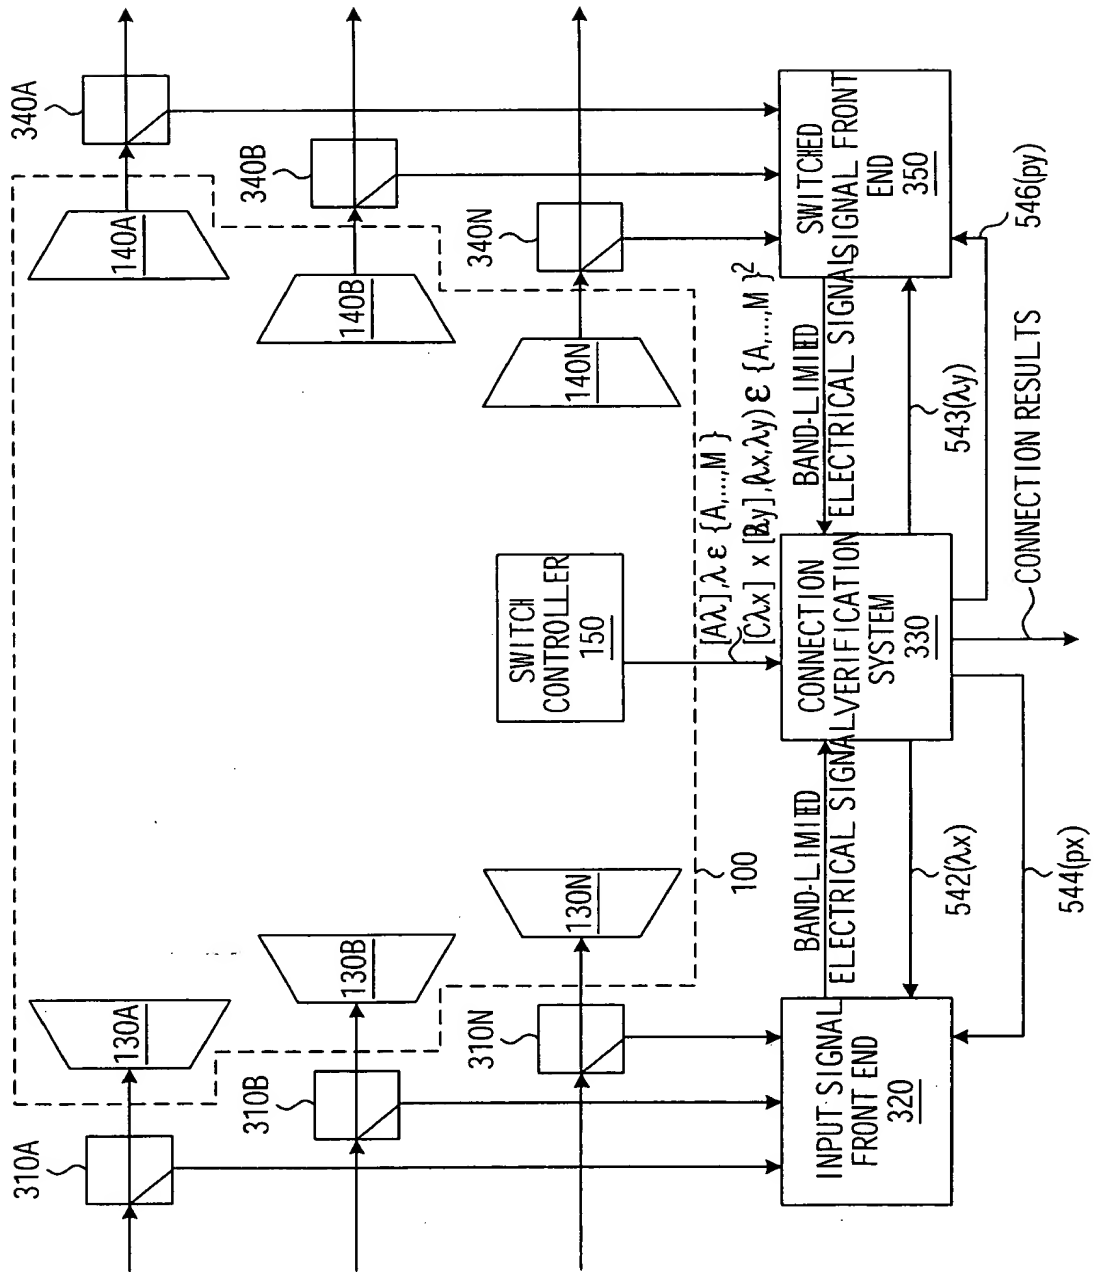 340A
340B
340N
140A
140B
140N
SWITCHED
SIGNAL FRONT
END
350
546(py)
BAND-LIMITED
ELECTRICAL SIGNAL
543(λy)
SWITCH
CONTROLLER
150
[Aλ],λ ε {A,...,M}
[Cλx] x [Bλy],(λx,λy) ε {A,...,M}²
CONNECTION
VERIFICATION
SYSTEM
330
CONNECTION RESULTS
100
BAND-LIMITED
ELECTRICAL SIGNAL
542(λx)
544(px)
130A
130B
130N
310A
310B
310N
INPUT SIGNAL
FRONT END
320